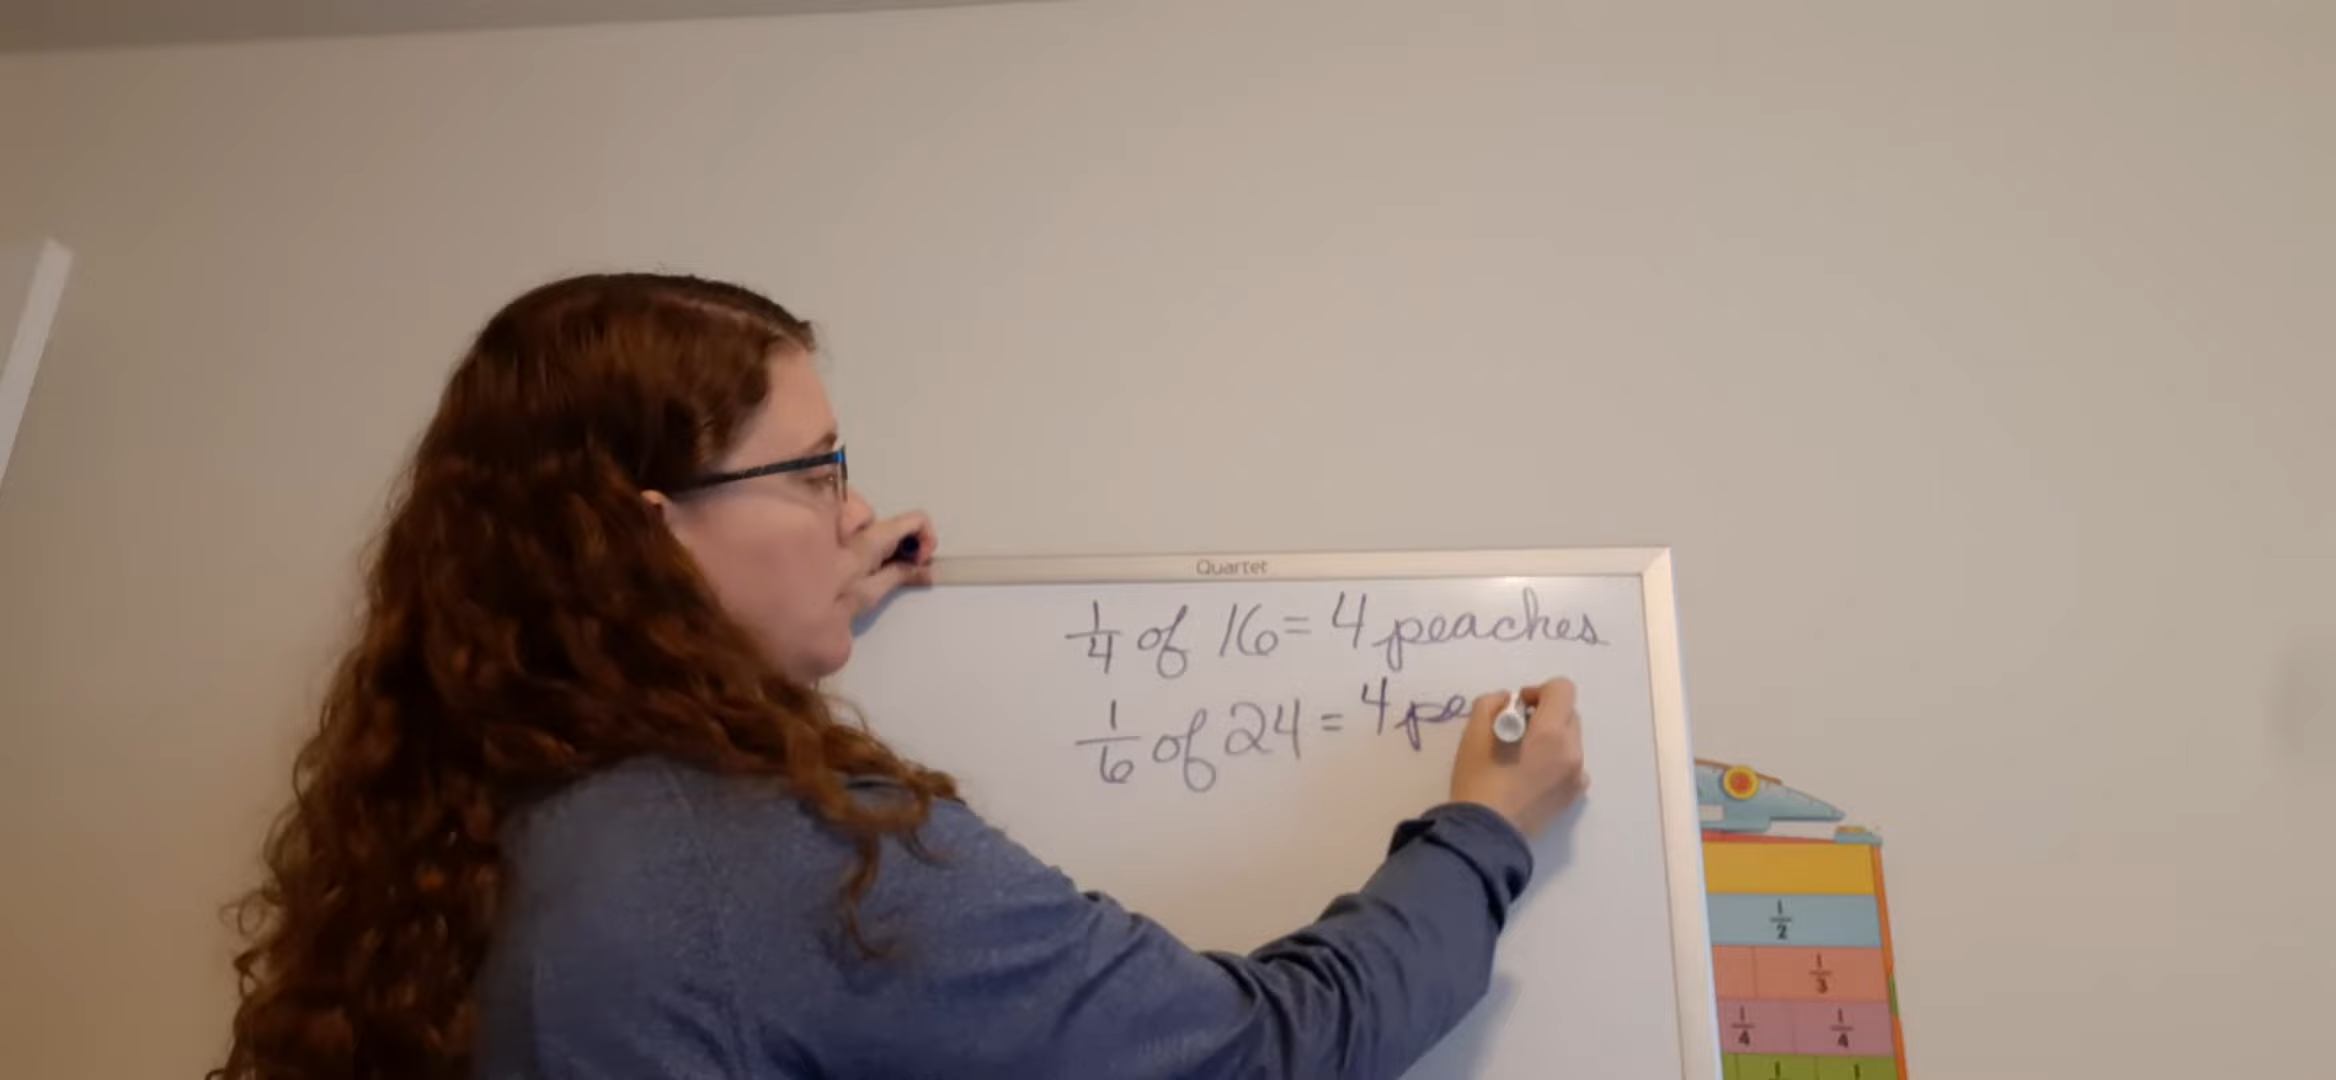 Quartet
1/4 of 16 = 4 peaches
1/6 of 24 = 4 pe
1/2
1/3
1/4 1/4